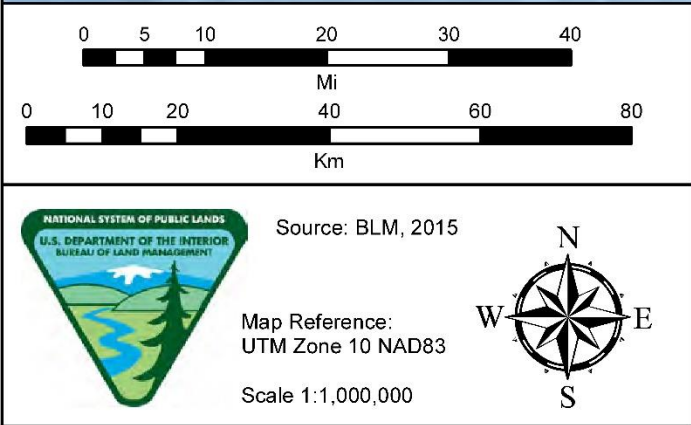 0 5 10 20 30 40
Mi
0 10 20 40 60 80
Km
NATIONAL SYSTEM OF PUBLIC LANDS
U.S. DEPARTMENT OF THE INTERIOR
BUREAU OF LAND MANAGEMENT
Source: BLM, 2015
Map Reference:
UTM Zone 10 NAD83
Scale 1:1,000,000
N
W E
S